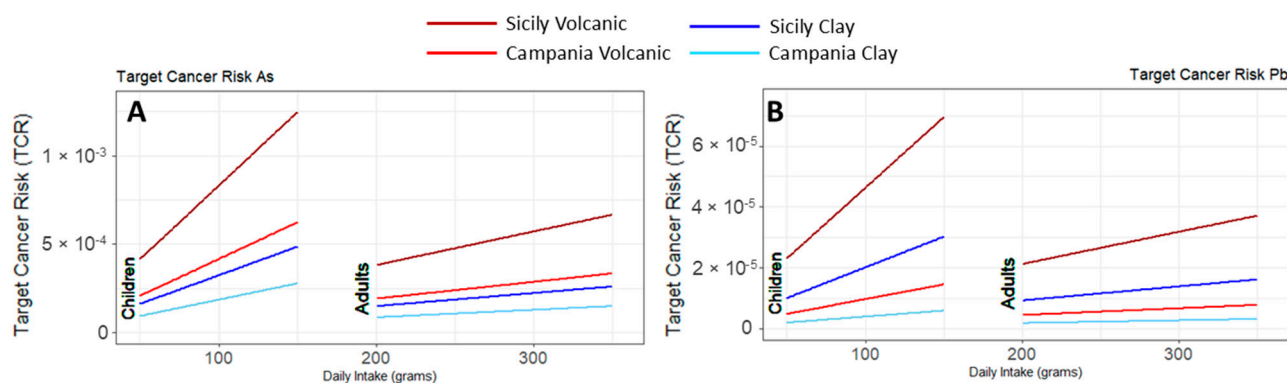 Sicily Volcanic
Sicily Clay
Campania Volcanic
Campania Clay
Target Cancer Risk As
A
Target Cancer Risk (TCR)
1 × 10⁻³
5 × 10⁻⁴
0
Children
Adults
100
200
300
Daily Intake (grams)
Target Cancer Risk Pb
B
Target Cancer Risk (TCR)
6 × 10⁻⁵
4 × 10⁻⁵
2 × 10⁻⁵
0
Children
Adults
100
200
300
Daily Intake (grams)